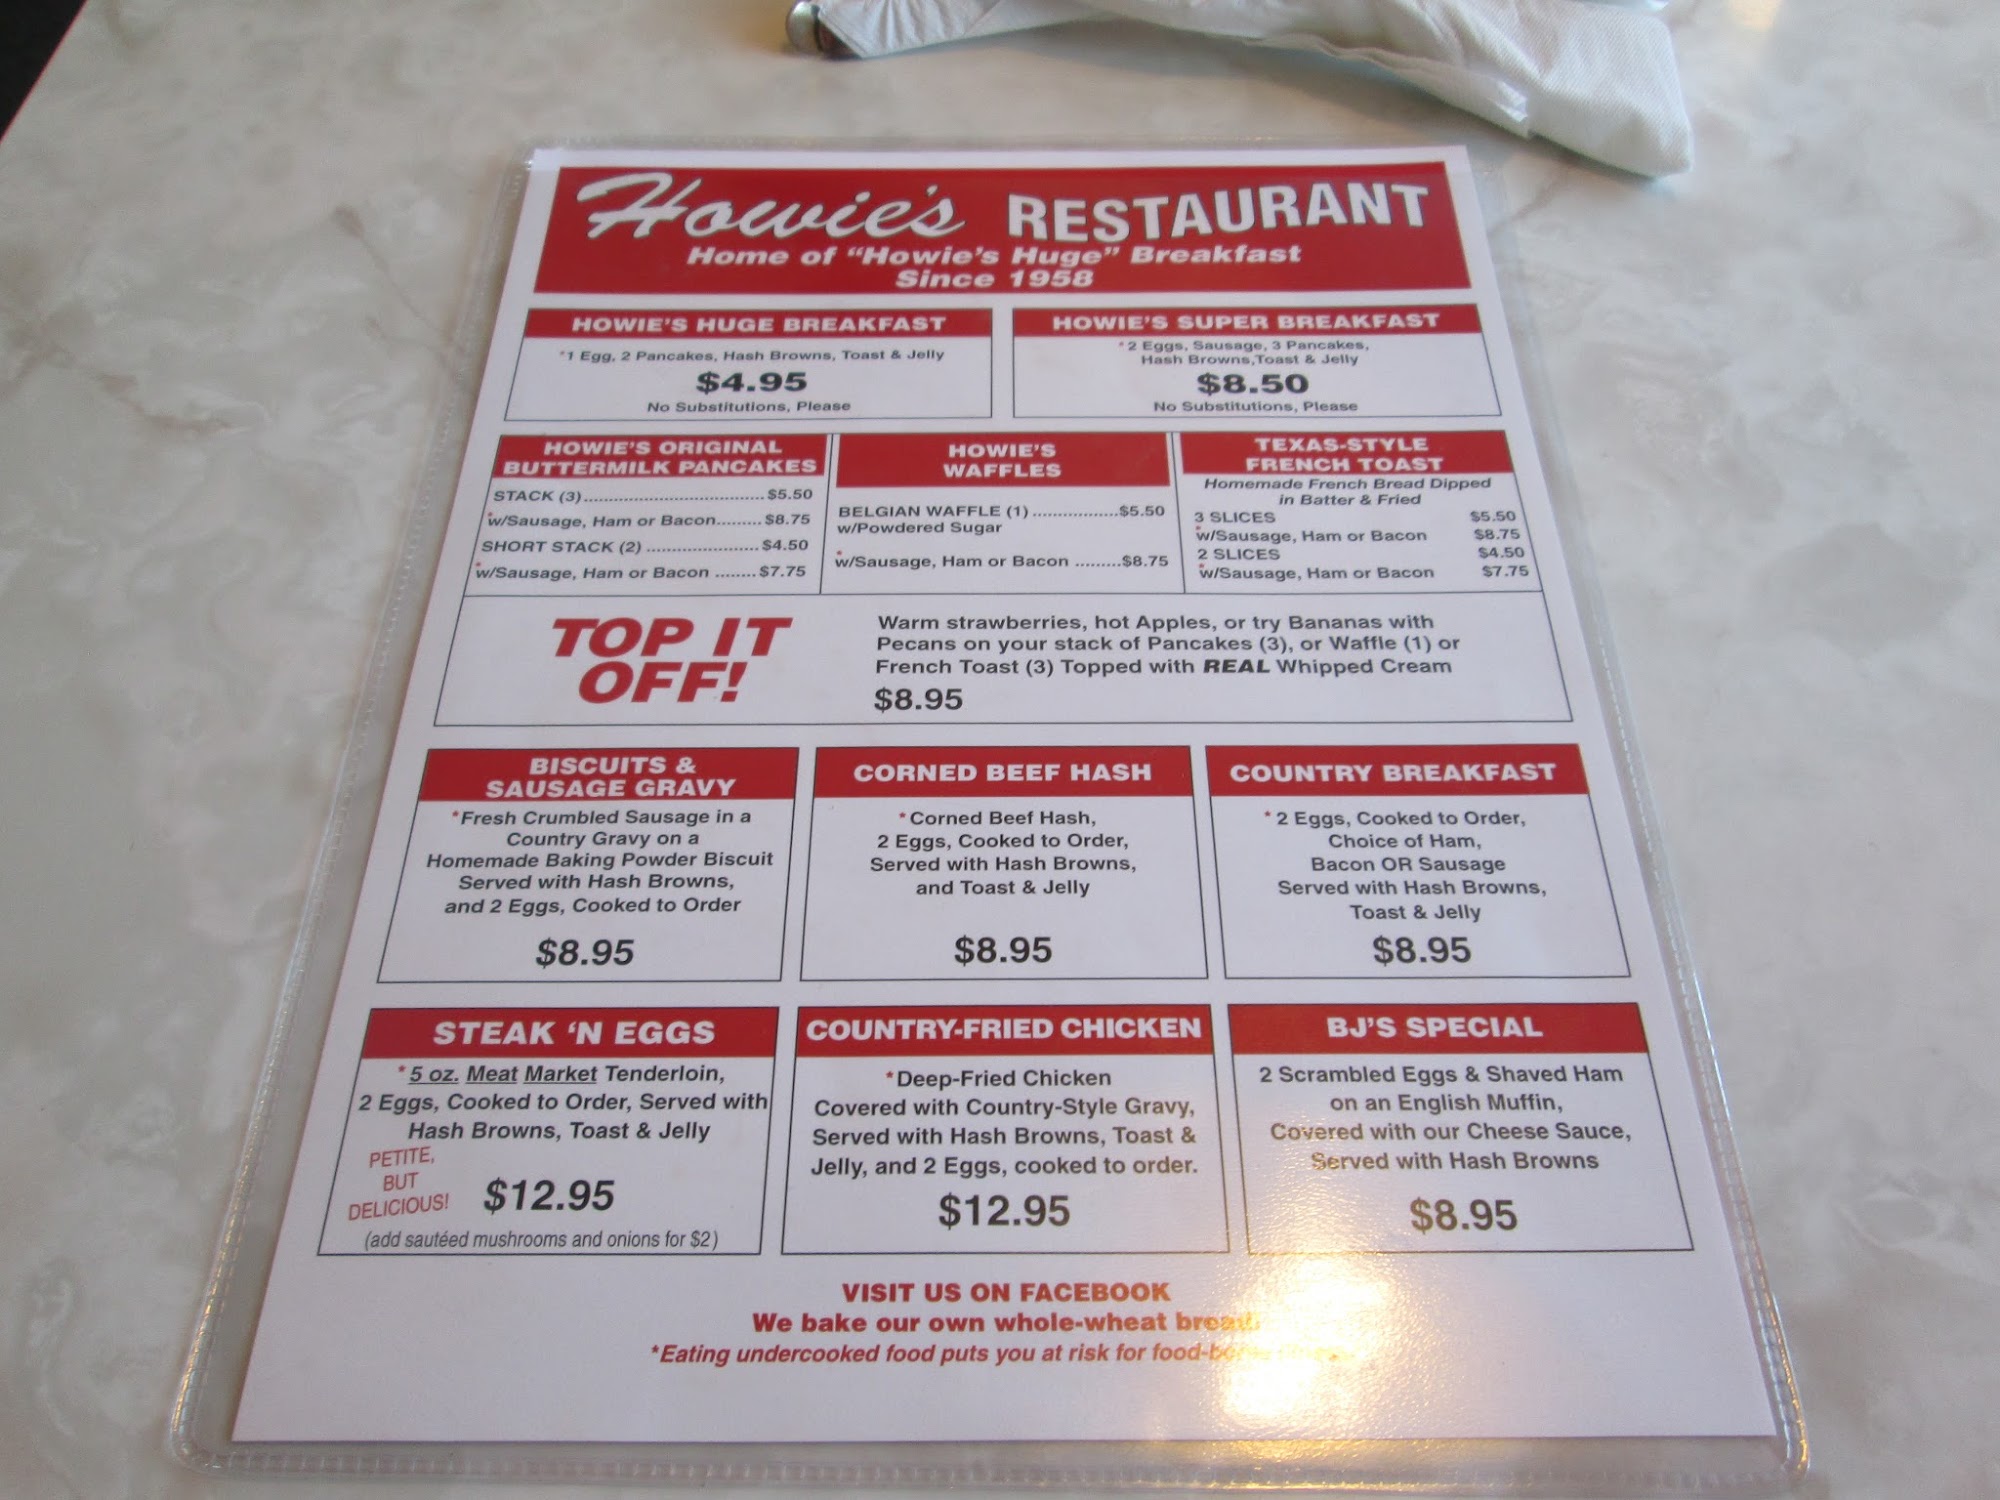 Howie's RESTAURANT
Home of "Howie's Huge" Breakfast
Since 1958
HOWIE'S HUGE BREAKFAST
*1 Egg, 2 Pancakes, Hash Browns, Toast & Jelly
$4.95
No Substitutions, Please
HOWIE'S SUPER BREAKFAST
*2 Eggs, Sausage, 3 Pancakes,
Hash Browns,Toast & Jelly
$8.50
No Substitutions, Please
HOWIE'S ORIGINAL
BUTTERMILK PANCAKES
STACK (3)..................................... $5.50
*w/Sausage, Ham or Bacon......... $8.75
SHORT STACK (2) ....................... $4.50
*w/Sausage, Ham or Bacon ........ $7.75
HOWIE'S
WAFFLES
BELGIAN WAFFLE (1) .................$5.50
w/Powdered Sugar
*w/Sausage, Ham or Bacon .........$8.75
TEXAS-STYLE
FRENCH TOAST
Homemade French Bread Dipped
in Batter & Fried
3 SLICES $5.50
*w/Sausage, Ham or Bacon $8.75
2 SLICES $4.50
*w/Sausage, Ham or Bacon $7.75
TOP IT
OFF!
Warm strawberries, hot Apples, or try Bananas with
Pecans on your stack of Pancakes (3), or Waffle (1) or
French Toast (3) Topped with REAL Whipped Cream
$8.95
BISCUITS &
SAUSAGE GRAVY
*Fresh Crumbled Sausage in a
Country Gravy on a
Homemade Baking Powder Biscuit
Served with Hash Browns,
and 2 Eggs, Cooked to Order
$8.95
CORNED BEEF HASH
*Corned Beef Hash,
2 Eggs, Cooked to Order,
Served with Hash Browns,
and Toast & Jelly
$8.95
COUNTRY BREAKFAST
*2 Eggs, Cooked to Order,
Choice of Ham,
Bacon OR Sausage
Served with Hash Browns,
Toast & Jelly
$8.95
STEAK 'N EGGS
*5 oz. Meat Market Tenderloin,
2 Eggs, Cooked to Order, Served with
Hash Browns, Toast & Jelly
PETITE,
BUT
DELICIOUS!
$12.95
(add sautéed mushrooms and onions for $2)
COUNTRY-FRIED CHICKEN
*Deep-Fried Chicken
Covered with Country-Style Gravy,
Served with Hash Browns, Toast &
Jelly, and 2 Eggs, cooked to order.
$12.95
BJ'S SPECIAL
2 Scrambled Eggs & Shaved Ham
on an English Muffin,
Covered with our Cheese Sauce,
Served with Hash Browns
$8.95
VISIT US ON FACEBOOK
We bake our own whole-wheat bread
*Eating undercooked food puts you at risk for